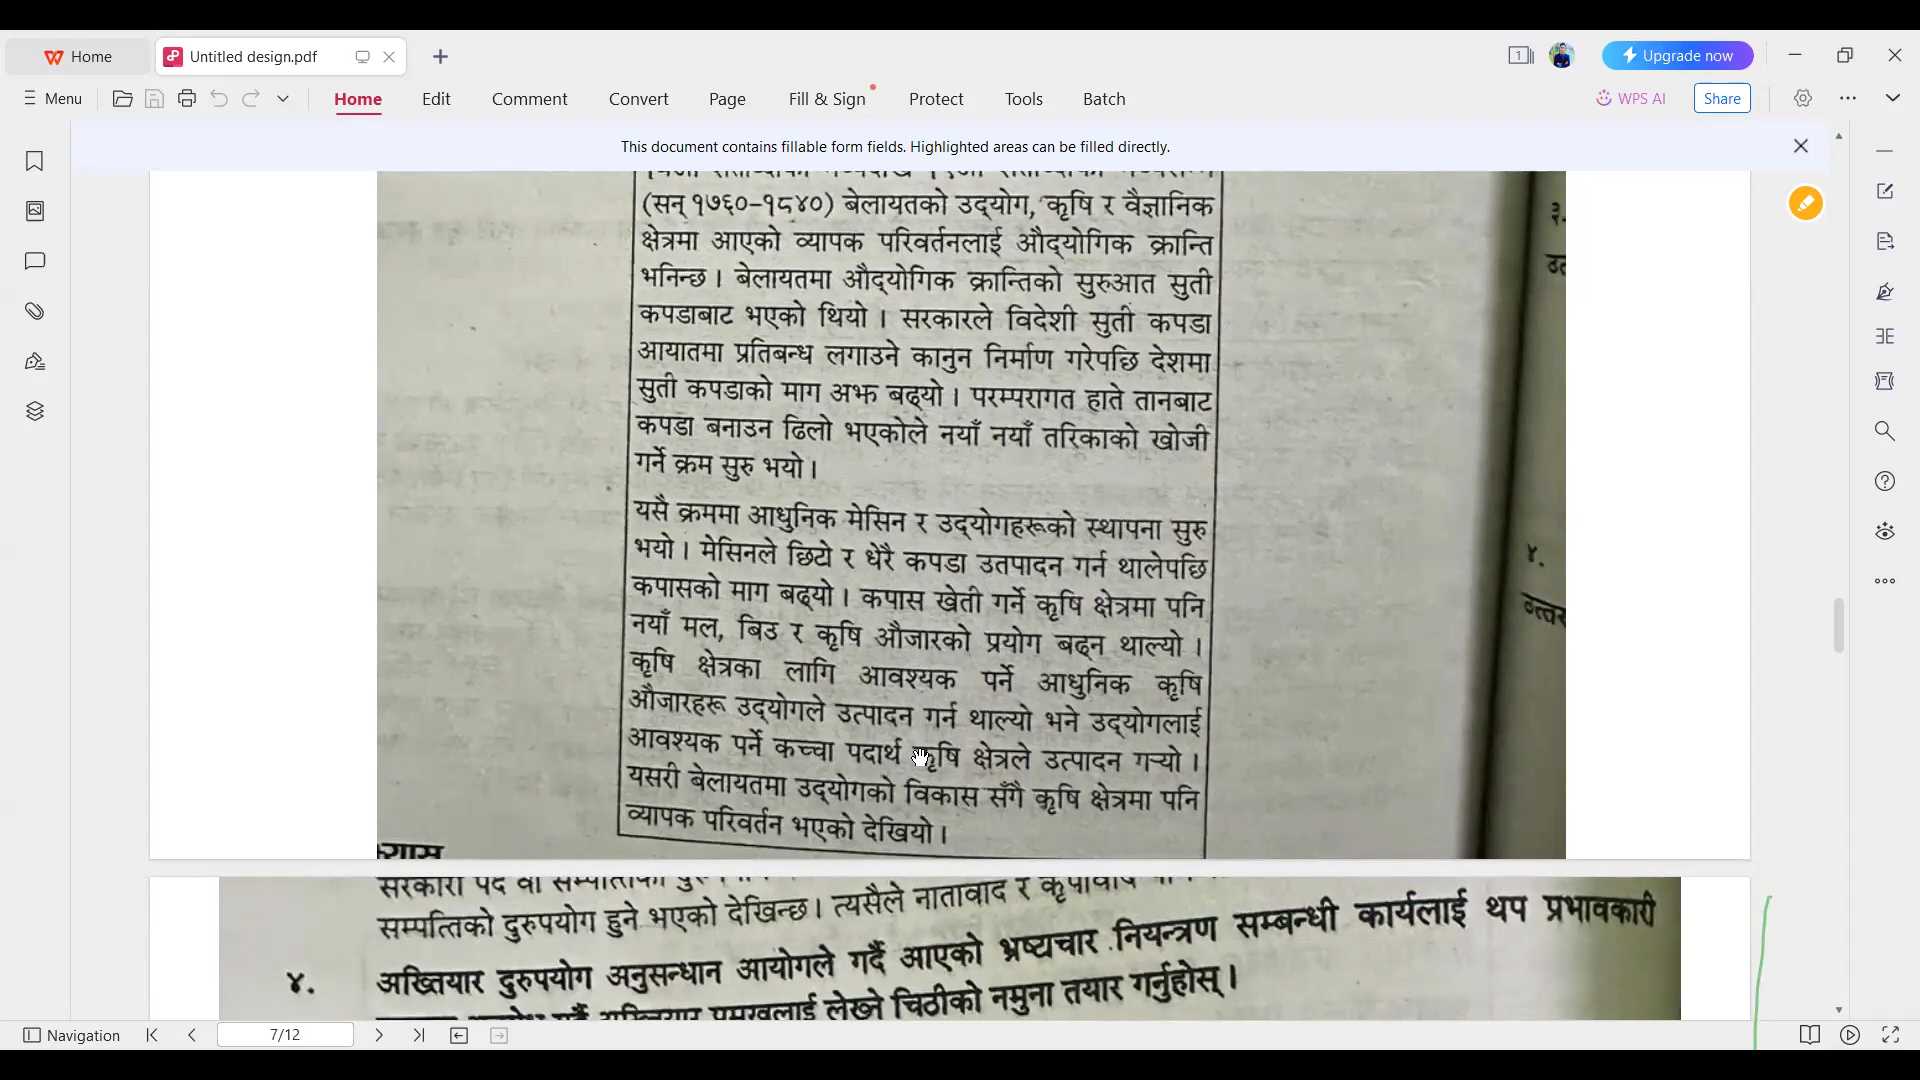 Home
Untitled design.pdf
1
Upgrade now
Menu
Home Edit Comment Convert Page Fill & Sign Protect Tools Batch
WPS AI
Share
This document contains fillable form fields. Highlighted areas can be filled directly.
(सन् १७६०-१८४०) बेलायतको उद्योग, कृषि र वैज्ञानिक
क्षेत्रमा आएको व्यापक परिवर्तनलाई औद्योगिक क्रान्ति
भनिन्छ । बेलायतमा औद्योगिक क्रान्तिको सुरुआत सुती
कपडाबाट भएको थियो । सरकारले विदेशी सुती कपडा
आयातमा प्रतिबन्ध लगाउने कानुन निर्माण गरेपछि देशमा
सुती कपडाको माग अझ बढ्यो । परम्परागत हाते तानबाट
कपडा बनाउन ढिलो भएकोले नयाँ नयाँ तरिकाको खोजी
गर्ने क्रम सुरु भयो ।
यसै क्रममा आधुनिक मेसिन र उद्योगहरूको स्थापना सुरु
भयो । मेसिनले छिटो र धेरै कपडा उतपादन गर्न थालेपछि
कपासको माग बढ्यो । कपास खेती गर्ने कृषि क्षेत्रमा पनि
नयाँ मल, बिउ र कृषि औजारको प्रयोग बढ्न थाल्यो ।
कृषि क्षेत्रका लागि आवश्यक पर्ने आधुनिक कृषि
औजारहरू उद्योगले उत्पादन गर्न थाल्यो भने उद्योगलाई
आवश्यक पर्ने कच्चा पदार्थ कृषि क्षेत्रले उत्पादन गऱ्यो ।
यसरी बेलायतमा उद्योगको विकास सँगै कृषि क्षेत्रमा पनि
व्यापक परिवर्तन भएको देखियो ।
३.
४.
सरकारी पद वा
सम्पत्तिको दुरुपयोग हुने भएको देखिन्छ । त्यसैले नातावाद र कृपावाद
४. अख्तियार दुरुपयोग अनुसन्धान आयोगले गर्दै आएको भ्रष्टाचार नियन्त्रण सम्बन्धी कार्यलाई थप प्रभावकारी
लेख्ने चिठीको नमुना तयार गर्नुहोस् ।
Navigation
7/12